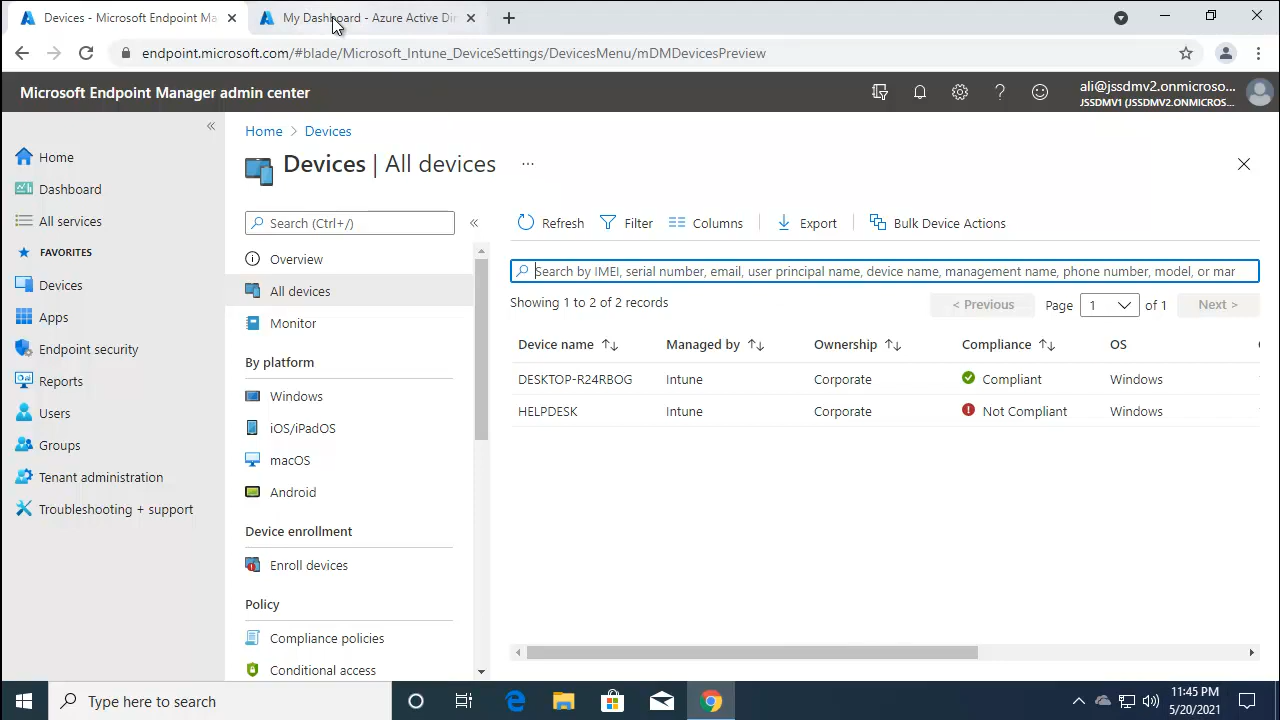 Devices - Microsoft Endpoint Ma
My Dashboard - Azure Active Dir
endpoint.microsoft.com/#blade/Microsoft_Intune_DeviceSettings/DevicesMenu/mDMDevicesPreview
Microsoft Endpoint Manager admin center
ali@jssdmv2.onmicroso...
JSSDMV1 (JSSDMV2.ONMICROS...
Home
Dashboard
All services
FAVORITES
Devices
Apps
Endpoint security
Reports
Users
Groups
Tenant administration
Troubleshooting + support
Home > Devices
Devices | All devices ...
Search (Ctrl+/)
Overview
All devices
Monitor
By platform
Windows
iOS/iPadOS
macOS
Android
Device enrollment
Enroll devices
Policy
Compliance policies
Conditional access
Refresh Filter Columns Export Bulk Device Actions
Search by IMEI, serial number, email, user principal name, device name, management name, phone number, model, or mar
Showing 1 to 2 of 2 records
< Previous Page 1 of 1 Next >
Device name Managed by Ownership Compliance OS
DESKTOP-R24RBOG Intune Corporate Compliant Windows
HELPDESK Intune Corporate Not Compliant Windows
Type here to search
11:45 PM
5/20/2021